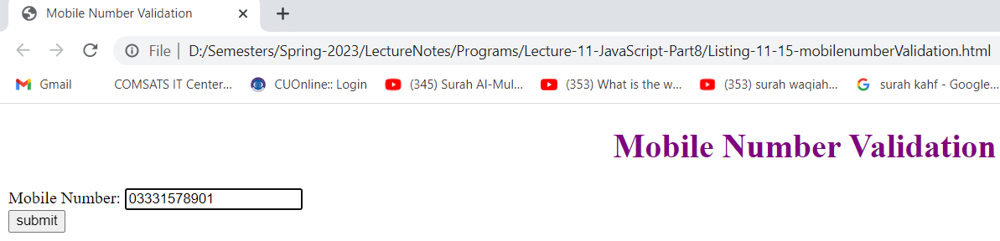 Mobile Number Validation
File | D:/Semesters/Spring-2023/LectureNotes/Programs/Lecture-11-JavaScript-Part8/Listing-11-15-mobilenumberValidation.html
Gmail COMSATS IT Center... CUOnline:: Login (345) Surah Al-Mul... (353) What is the w... (353) surah waqiah... surah kahf - Google...
Mobile Number Validation
Mobile Number: 03331578901
submit